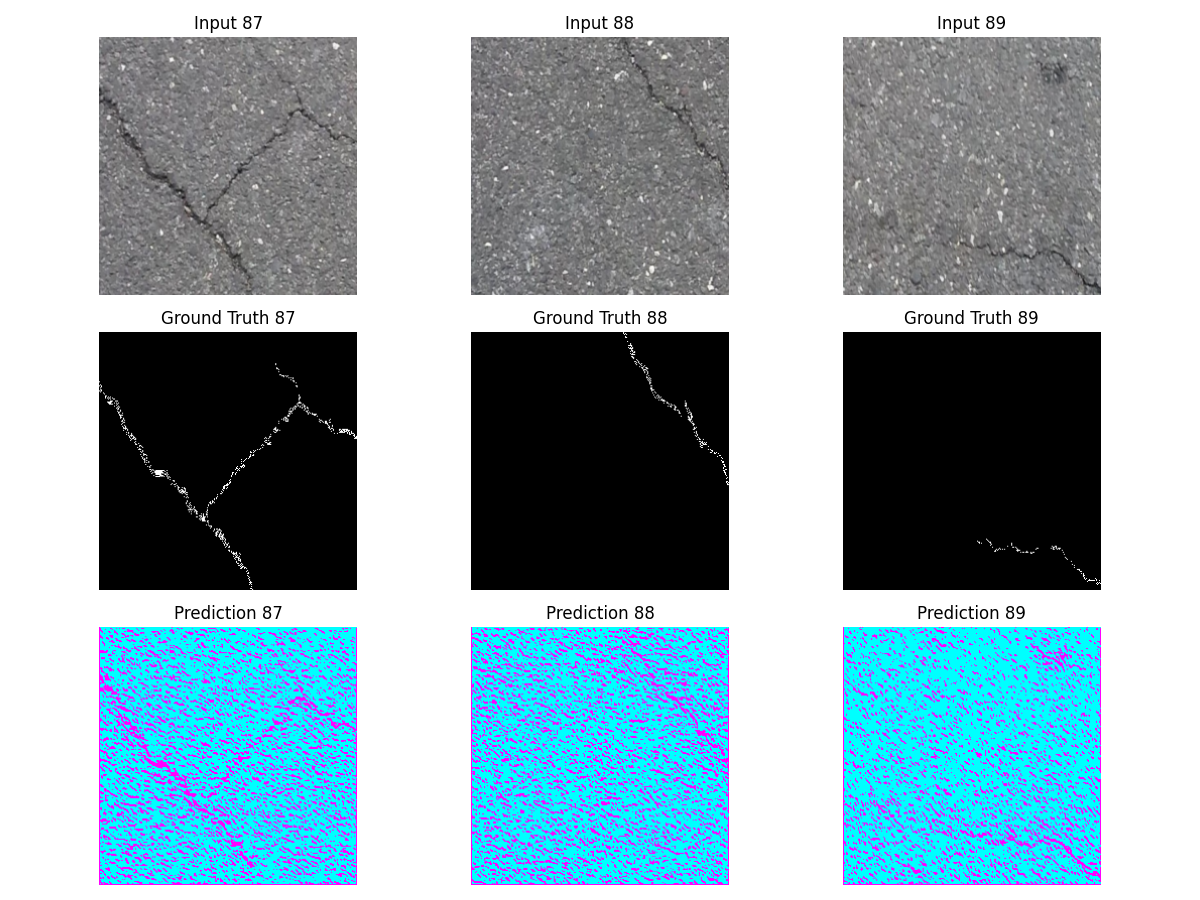 Input 87
Input 88
Input 89
Ground Truth 87
Ground Truth 88
Ground Truth 89
Prediction 87
Prediction 88
Prediction 89